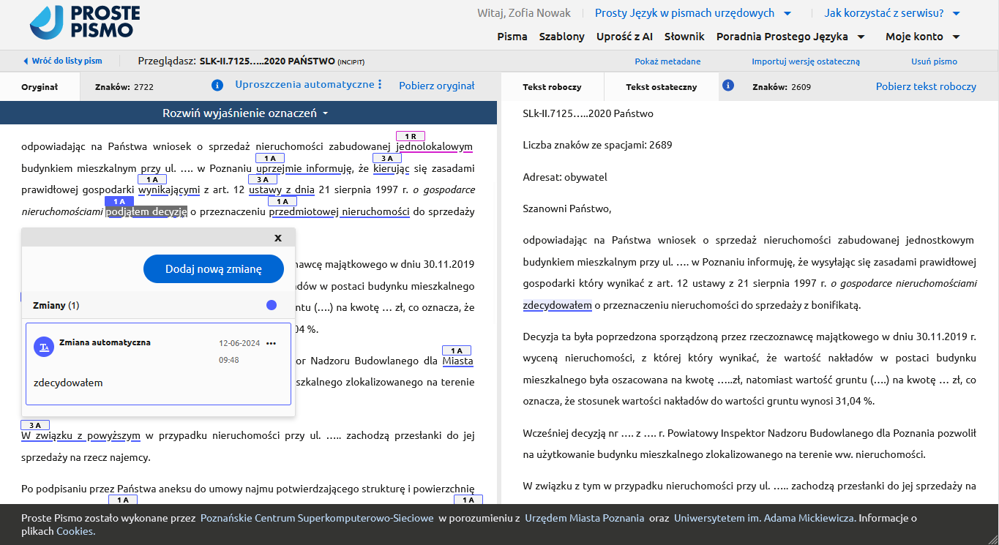 PROSTE
PISMO
Witaj, Zofia Nowak
Prosty Język w pismach urzędowych
Jak korzystać z serwisu?
Pisma Szablony Uprość z AI Słownik Poradnia Prostego Języka Moje konto
Wróć do listy pism
Przeglądasz: SLK-II.7125…..2020 PAŃSTWO (INCIPIT)
Pokaż metadane
Importuj wersję ostateczną
Usuń pismo
Oryginał
Znaków: 2722
Uproszczenia automatyczne
Pobierz oryginał
Rozwiń wyjaśnienie oznaczeń
1 R
odpowiadając na Państwa wniosek o sprzedaż nieruchomości zabudowanej jednolokalowym
1 A 3 A
budynkiem mieszkalnym przy ul. …. w Poznaniu uprzejmie informuję, że kierując się zasadami
1 A 3 A
prawidłowej gospodarki wynikającymi z art. 12 ustawy z dnia 21 sierpnia 1997 r. o gospodarce
1 A 1 A
nieruchomościami podjąłem decyzję o przeznaczeniu przedmiotowej nieruchomości do sprzedaży
X
Dodaj nową zmianę
Zmiany (1)
Zmiana automatyczna
12-06-2024
09:48
zdecydowałem
nawcę majątkowego w dniu 30.11.2019
adów w postaci budynku mieszkalnego
ntu (….) na kwotę … zł, co oznacza, że
04 %.
1 A
or Nadzoru Budowlanego dla Miasta
szkalnego zlokalizowanego na terenie
3 A
W związku z powyższym w przypadku nieruchomości przy ul. ….. zachodzą przesłanki do jej
sprzedaży na rzecz najemcy.
Po podpisaniu przez Państwa aneksu do umowy najmu potwierdzającego strukturę i powierzchnię
1 A 1 A
Tekst roboczy
Tekst ostateczny
Znaków: 2609
Pobierz tekst roboczy
SLk-II.7125…..2020 Państwo
Liczba znaków ze spacjami: 2689
Adresat: obywatel
Szanowni Państwo,
odpowiadając na Państwa wniosek o sprzedaż nieruchomości zabudowanej jednostkowym
budynkiem mieszkalnym przy ul. …. w Poznaniu informuję, że wysyłając się zasadami prawidłowej
gospodarki który wynikać z art. 12 ustawy z 21 sierpnia 1997 r. o gospodarce nieruchomościami
zdecydowałem o przeznaczeniu nieruchomości do sprzedaży z bonifikatą.
Decyzja ta była poprzedzona sporządzoną przez rzeczoznawcę majątkowego w dniu 30.11.2019 r.
wyceną nieruchomości, z której który wynikać, że wartość nakładów w postaci budynku
mieszkalnego była oszacowana na kwotę …..zł, natomiast wartość gruntu (….) na kwotę … zł, co
oznacza, że stosunek wartości nakładów do wartości gruntu wynosi 31,04 %.
Wcześniej decyzją nr …. z …. r. Powiatowy Inspektor Nadzoru Budowlanego dla Poznania pozwolił
na użytkowanie budynku mieszkalnego zlokalizowanego na terenie ww. nieruchomości.
W związku z tym w przypadku nieruchomości przy ul. ….. zachodzą przesłanki do jej sprzedaży na
Proste Pismo zostało wykonane przez Poznańskie Centrum Superkomputerowo-Sieciowe w porozumieniu z Urzędem Miasta Poznania oraz Uniwersytetem im. Adama Mickiewicza. Informacje o
plikach Cookies.